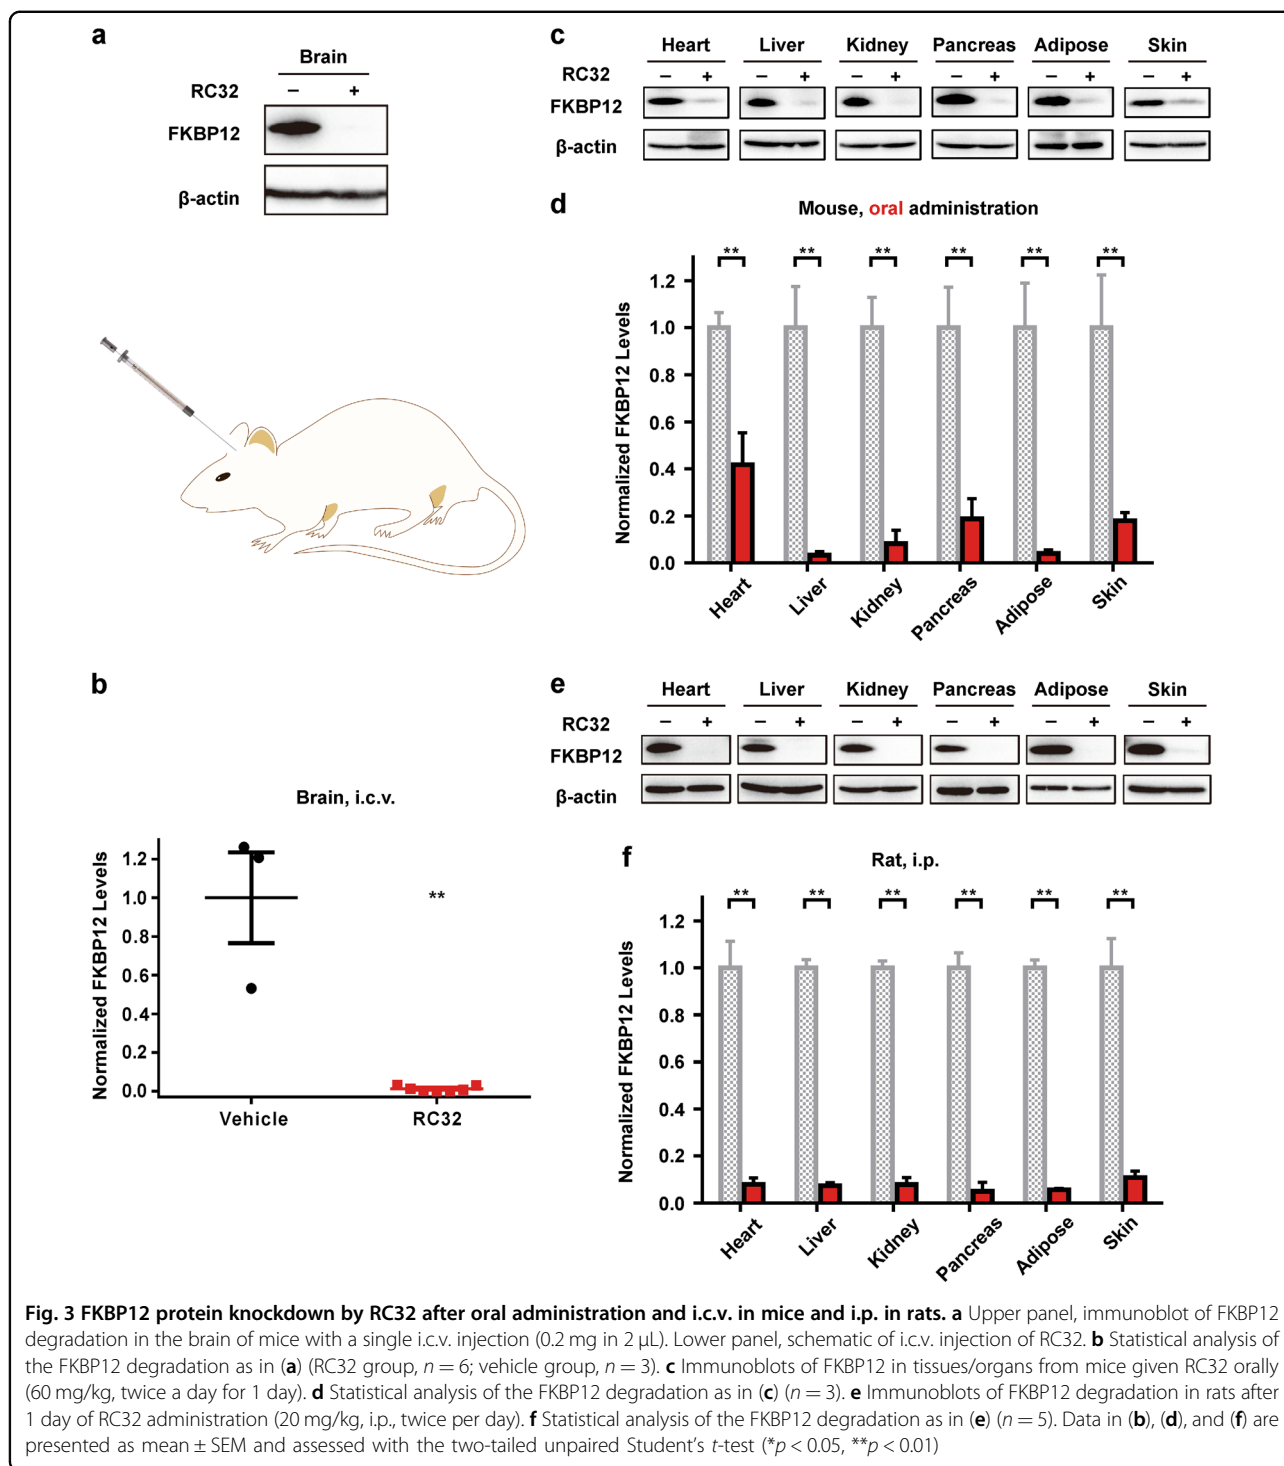 a
Brain
RC32
– +
FKBP12
β-actin
b
Brain, i.c.v.
Normalized FKBP12 Levels
1.2
1.0
0.8
0.6
0.4
0.2
0.0
**
Vehicle RC32
c
Heart Liver Kidney Pancreas Adipose Skin
RC32 – + – + – + – + – + – +
FKBP12
β-actin
d
Mouse, oral administration
** ** ** ** ** **
Normalized FKBP12 Levels
1.2
1.0
0.8
0.6
0.4
0.2
0.0
Heart Liver Kidney Pancreas Adipose Skin
e
Heart Liver Kidney Pancreas Adipose Skin
RC32 – + – + – + – + – + – +
FKBP12
β-actin
f
Rat, i.p.
** ** ** ** ** **
Normalized FKBP12 Levels
1.2
1.0
0.8
0.6
0.4
0.2
0.0
Heart Liver Kidney Pancreas Adipose Skin
Fig. 3 FKBP12 protein knockdown by RC32 after oral administration and i.c.v. in mice and i.p. in rats. a Upper panel, immunoblot of FKBP12
degradation in the brain of mice with a single i.c.v. injection (0.2 mg in 2 μL). Lower panel, schematic of i.c.v. injection of RC32. b Statistical analysis of
the FKBP12 degradation as in (a) (RC32 group, n = 6; vehicle group, n = 3). c Immunoblots of FKBP12 in tissues/organs from mice given RC32 orally
(60 mg/kg, twice a day for 1 day). d Statistical analysis of the FKBP12 degradation as in (c) (n = 3). e Immunoblots of FKBP12 degradation in rats after
1 day of RC32 administration (20 mg/kg, i.p., twice per day). f Statistical analysis of the FKBP12 degradation as in (e) (n = 5). Data in (b), (d), and (f) are
presented as mean ± SEM and assessed with the two-tailed unpaired Student's t-test (*p < 0.05, **p < 0.01)